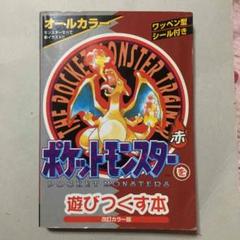 オールカラー
ワッペン型
シール付き
THE POCKET MONSTER TRAINER
赤
ポケットモンスターを
POCKET MONSTERS
遊びつくす本
改訂カラー版